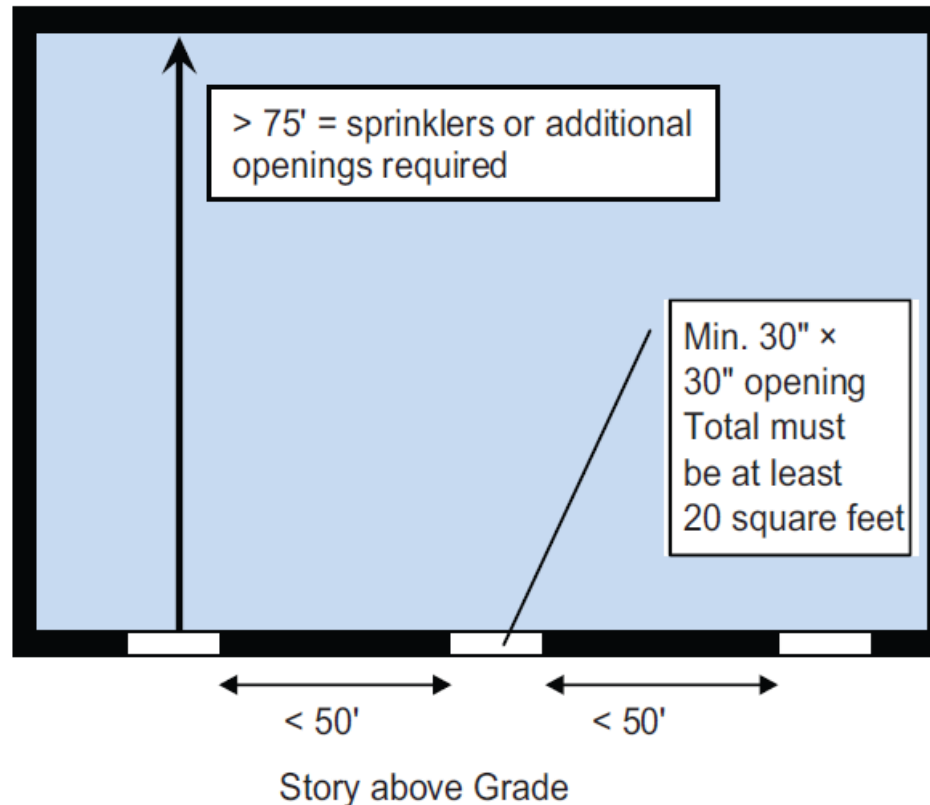 > 75' = sprinklers or additional
openings required
Min. 30" ×
30" opening
Total must
be at least
20 square feet
< 50'
< 50'
Story above Grade